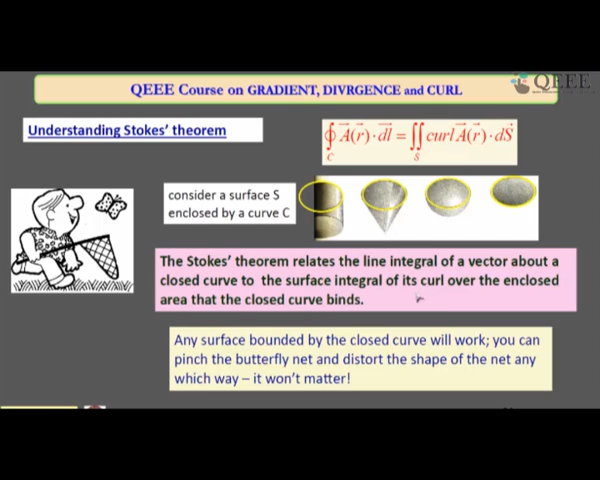 QEEE
QEEE Course on GRADIENT, DIVRGENCE and CURL
Understanding Stokes' theorem
∮ A⃗(r⃗)·dl⃗ = ∬ curl A⃗(r⃗)·dS⃗
C S
consider a surface S
enclosed by a curve C
The Stokes' theorem relates the line integral of a vector about a
closed curve to the surface integral of its curl over the enclosed
area that the closed curve binds.
Any surface bounded by the closed curve will work; you can
pinch the butterfly net and distort the shape of the net any
which way – it won't matter!